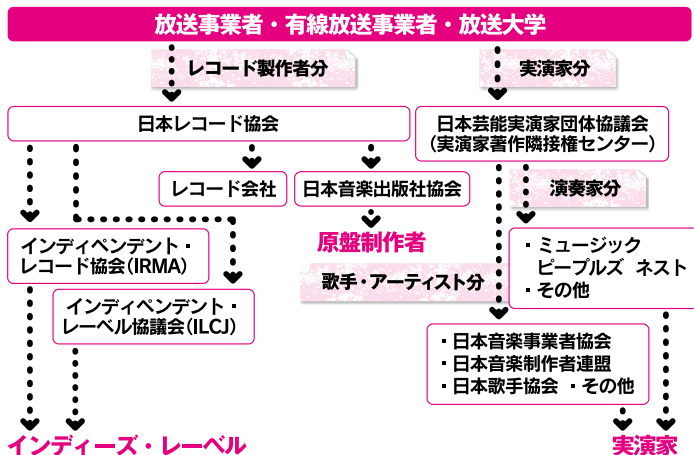 放送事業者・有線放送事業者・放送大学
レコード製作者分
実演家分
日本レコード協会
日本芸能実演家団体協議会
(実演家著作隣接権センター)
レコード会社
日本音楽出版社協会
演奏家分
原盤制作者
インディペンデント・
レコード協会(IRMA)
・ミュージック
ピープルズ ネスト
・その他
歌手・アーティスト分
インディペンデント・
レーベル協議会(ILCJ)
・日本音楽事業者協会
・日本音楽制作者連盟
・日本歌手協会 ・その他
インディーズ・レーベル
実演家